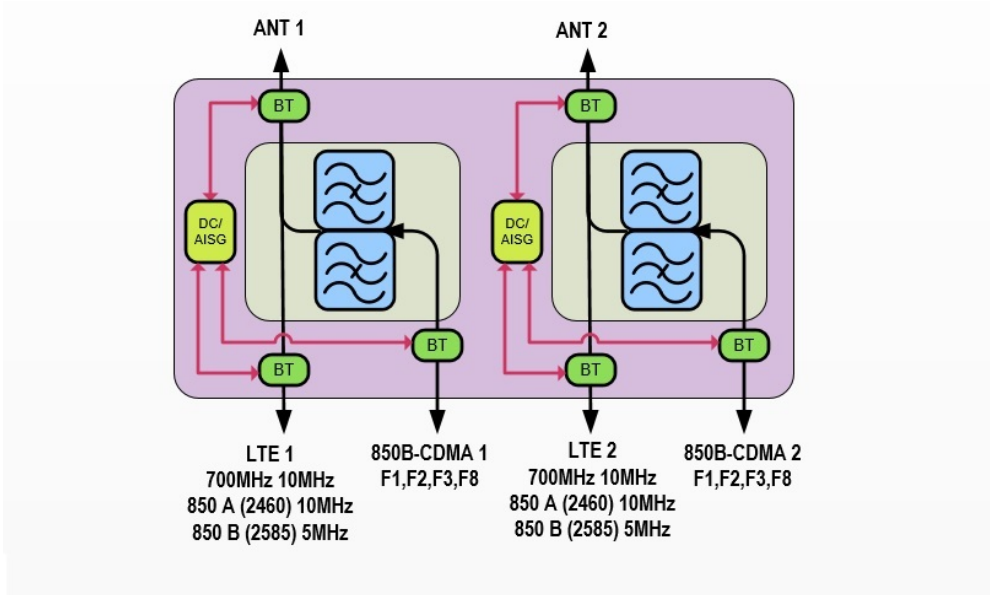 ANT 1
ANT 2
BT
BT
DC/
AISG
DC/
AISG
BT
BT
BT
BT
LTE 1
700MHz 10MHz
850 A (2460) 10MHz
850 B (2585) 5MHz
850B-CDMA 1
F1,F2,F3,F8
LTE 2
700MHz 10MHz
850 A (2460) 10MHz
850 B (2585) 5MHz
850B-CDMA 2
F1,F2,F3,F8